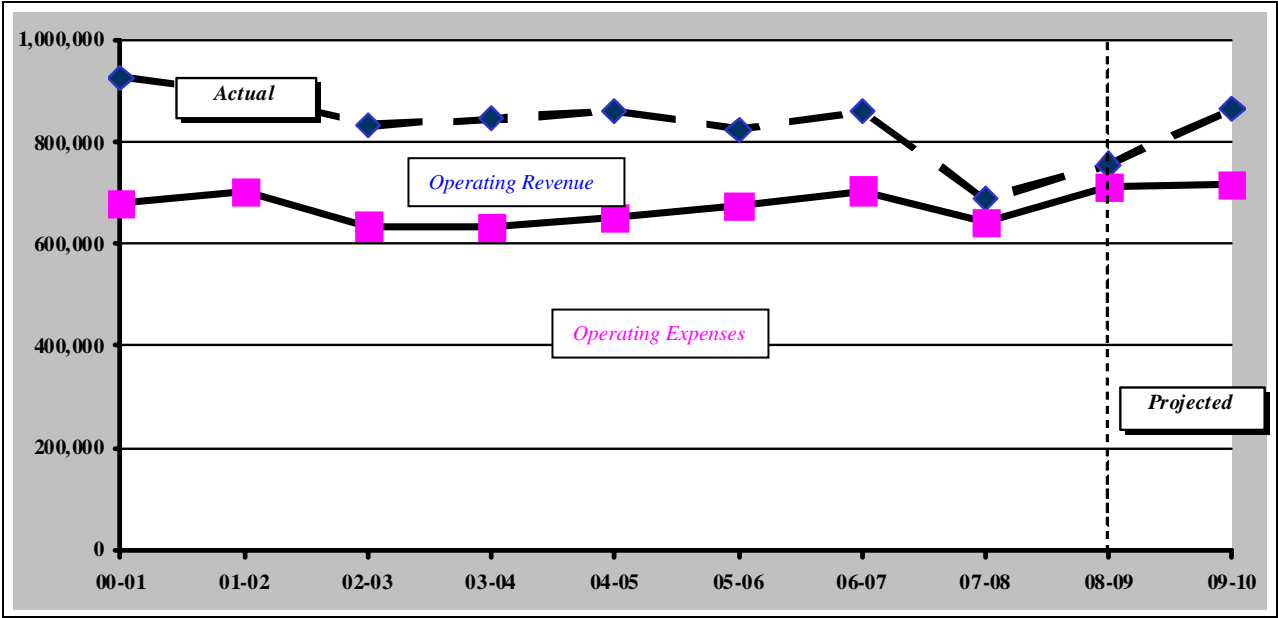 1,000,000
Actual
800,000
Operating Revenue
600,000
Operating Expenses
400,000
Projected
200,000
0
00-01 01-02 02-03 03-04 04-05 05-06 06-07 07-08 08-09 09-10